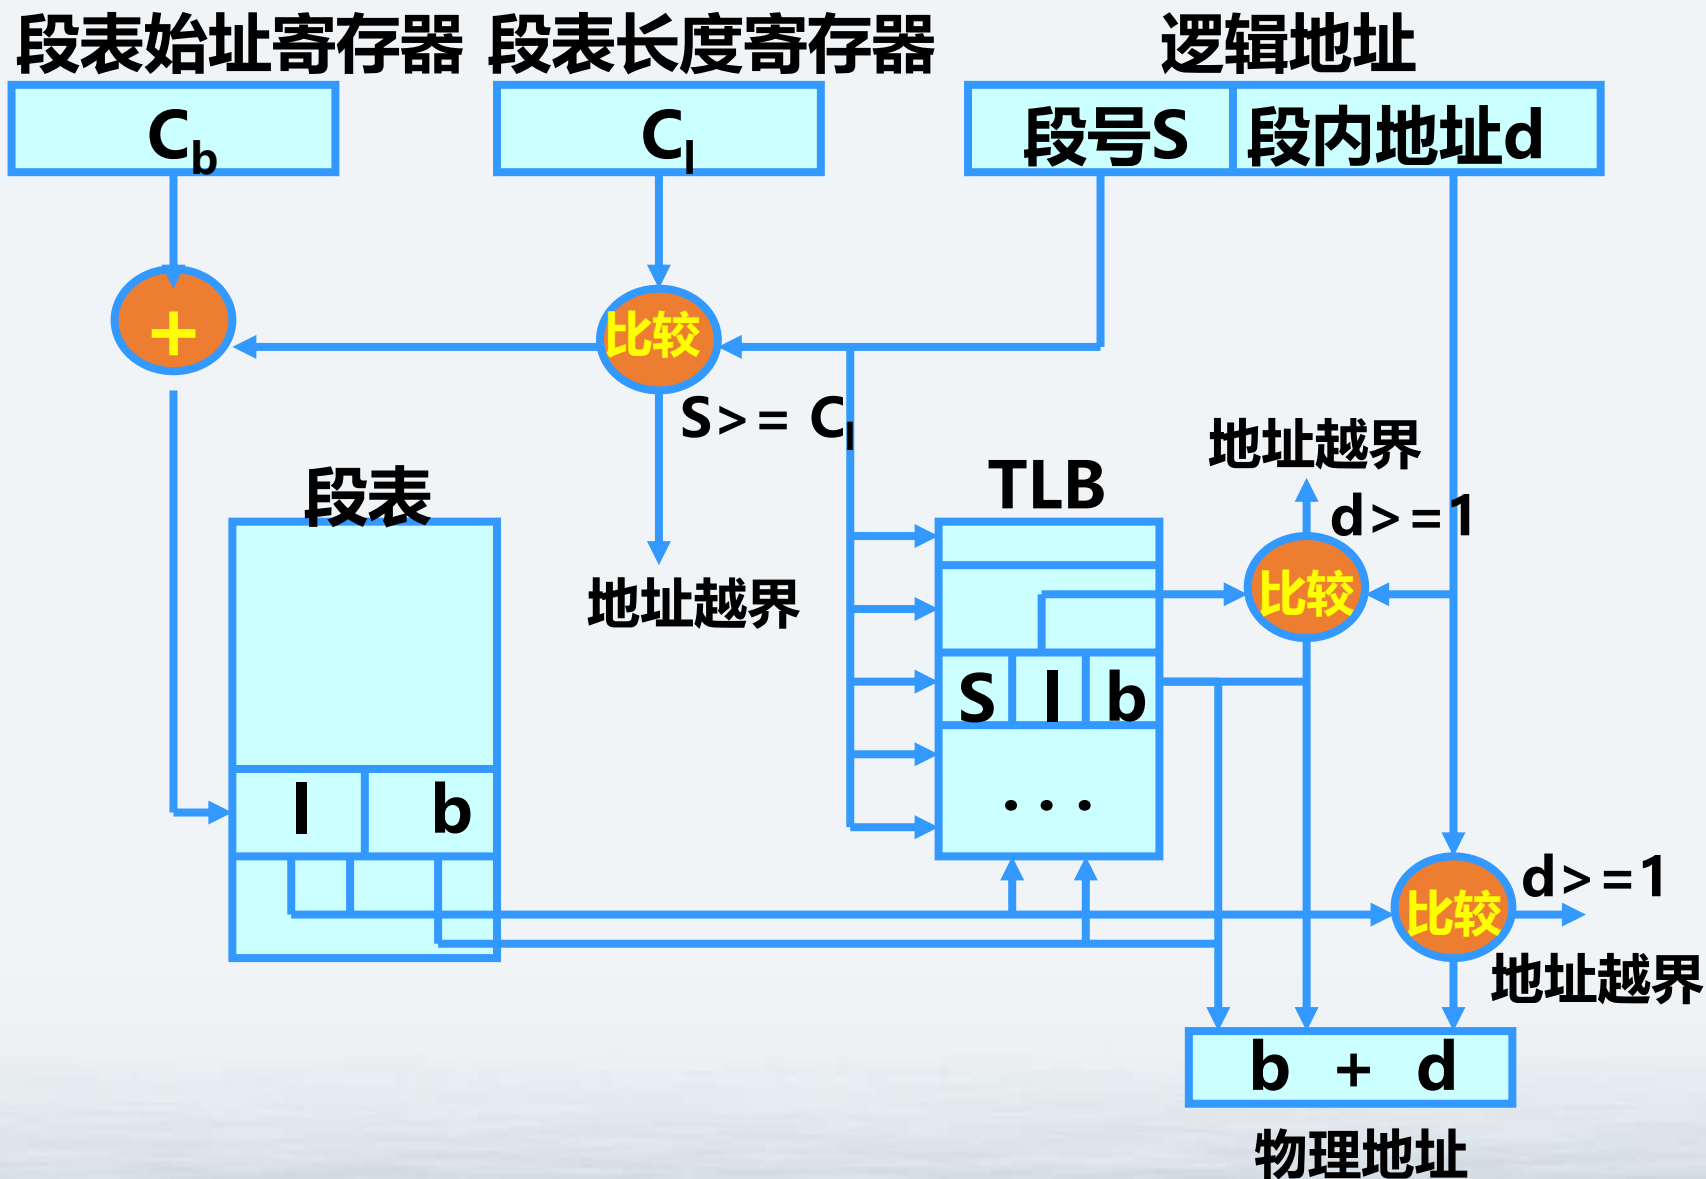 段表始址寄存器 段表长度寄存器 逻辑地址
Cb Cl 段号S 段内地址d
+ 比较
S>= Cl
地址越界
d>=1
段表 TLB
比较
地址越界
S l b
l b
...
比较 d>=1
地址越界
b + d
物理地址